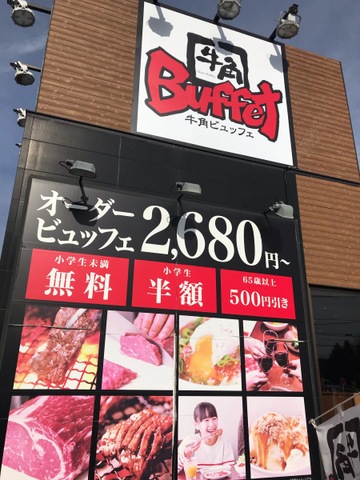 牛角
Buffet
牛角ビュッフェ
オーダー
ビュッフェ 2,680円~
小学生未満
無料
小学生
半額
65歳以上
500円引き